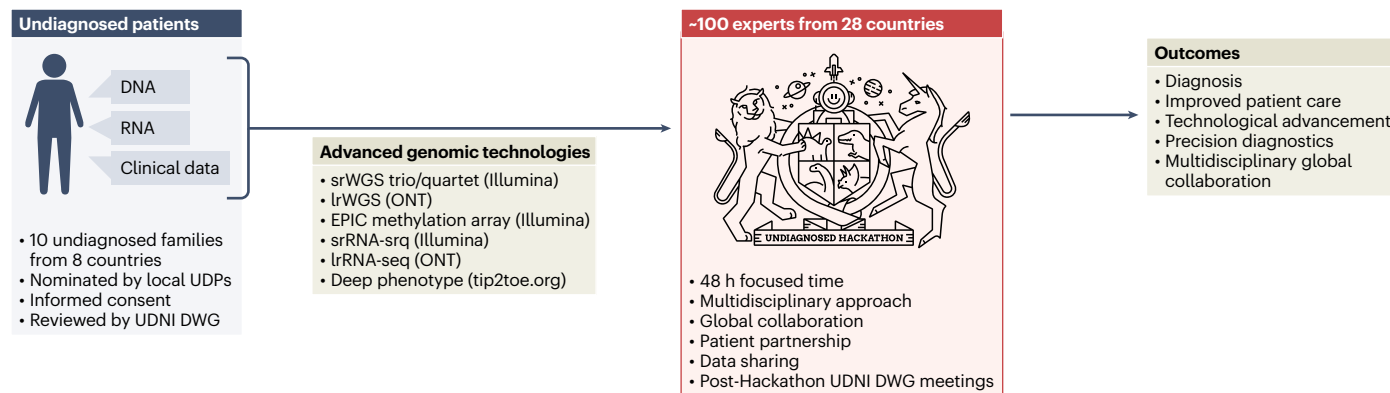 Undiagnosed patients
DNA
RNA
Clinical data
• 10 undiagnosed families
from 8 countries
• Nominated by local UDPs
• Informed consent
• Reviewed by UDNI DWG
Advanced genomic technologies
• srWGS trio/quartet (Illumina)
• lrWGS (ONT)
• EPIC methylation array (Illumina)
• srRNA-srq (Illumina)
• lrRNA-seq (ONT)
• Deep phenotype (tip2toe.org)
~100 experts from 28 countries
UNDIAGNOSED HACKATHON
• 48 h focused time
• Multidisciplinary approach
• Global collaboration
• Patient partnership
• Data sharing
• Post-Hackathon UDNI DWG meetings
Outcomes
• Diagnosis
• Improved patient care
• Technological advancement
• Precision diagnostics
• Multidisciplinary global
collaboration